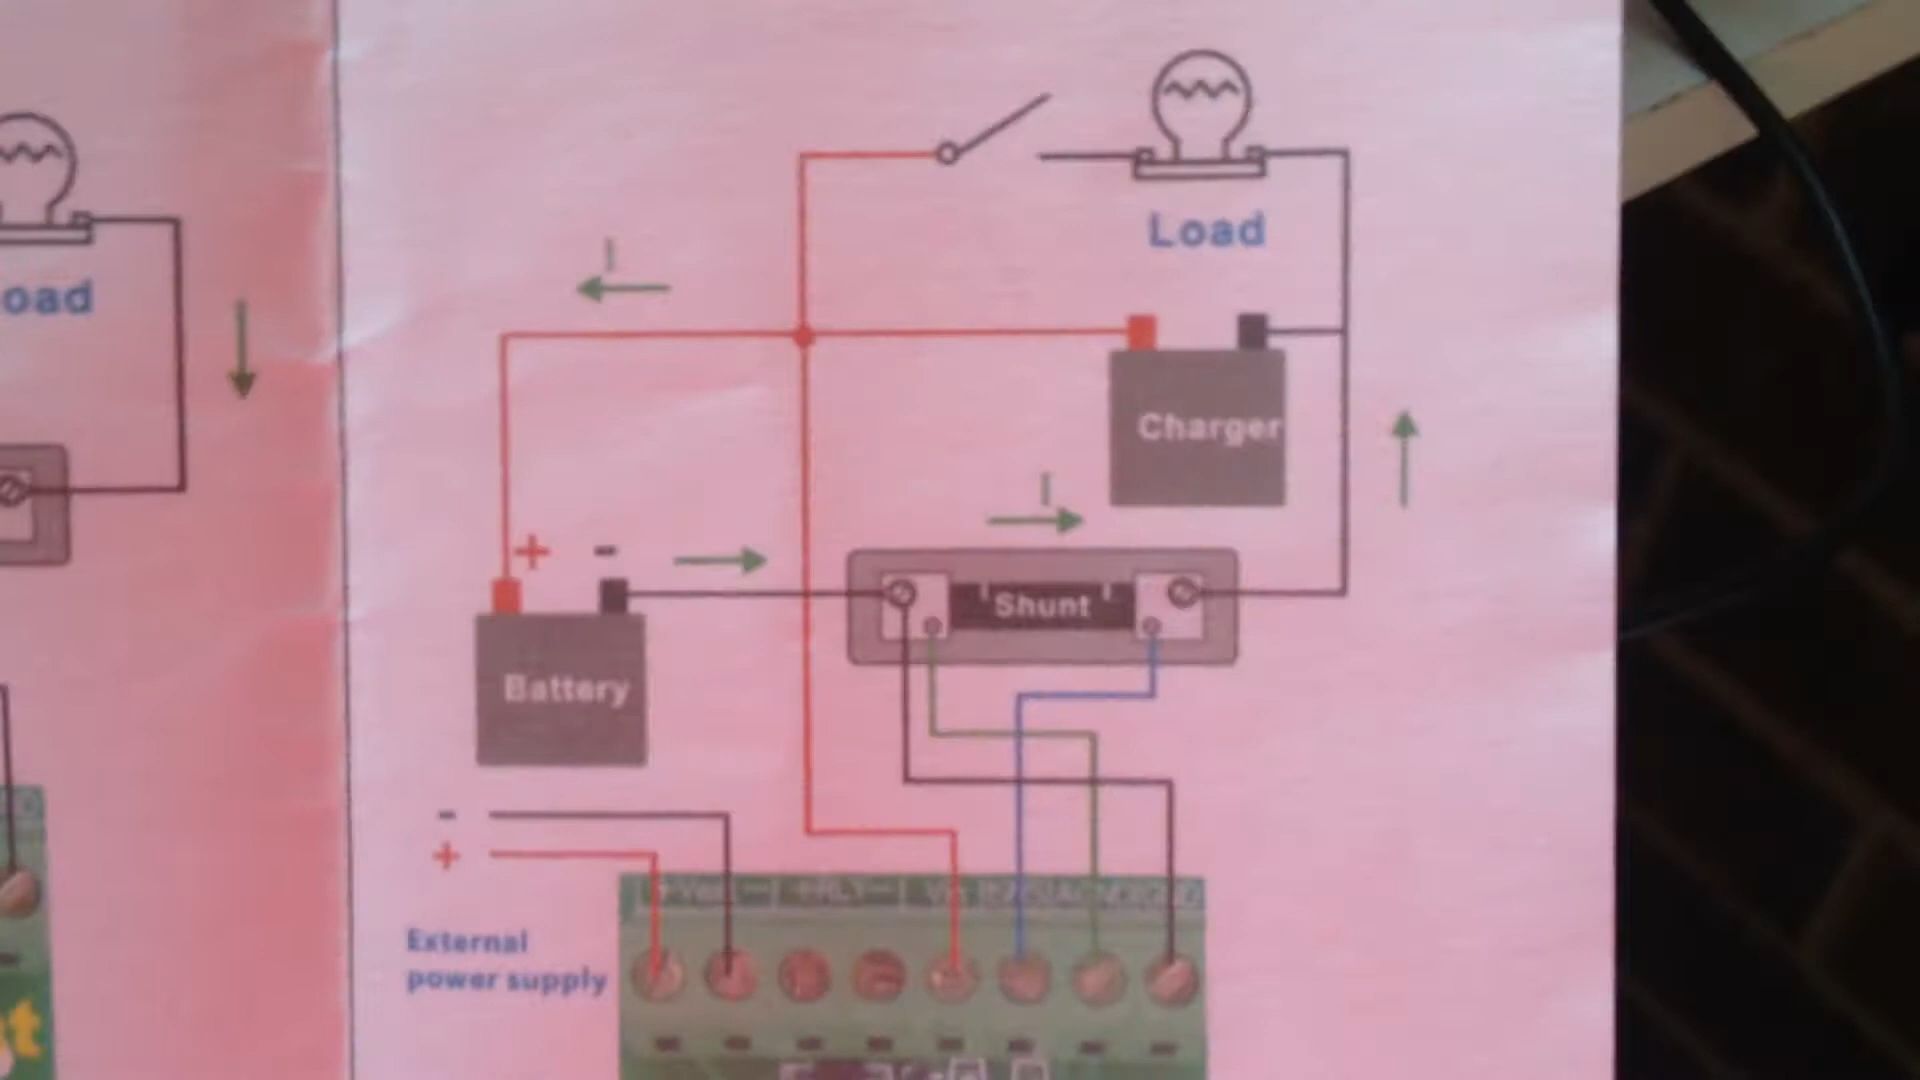 Load
oad
I
Charger
I
+ -
Shunt
Battery
-
+
External
power supply